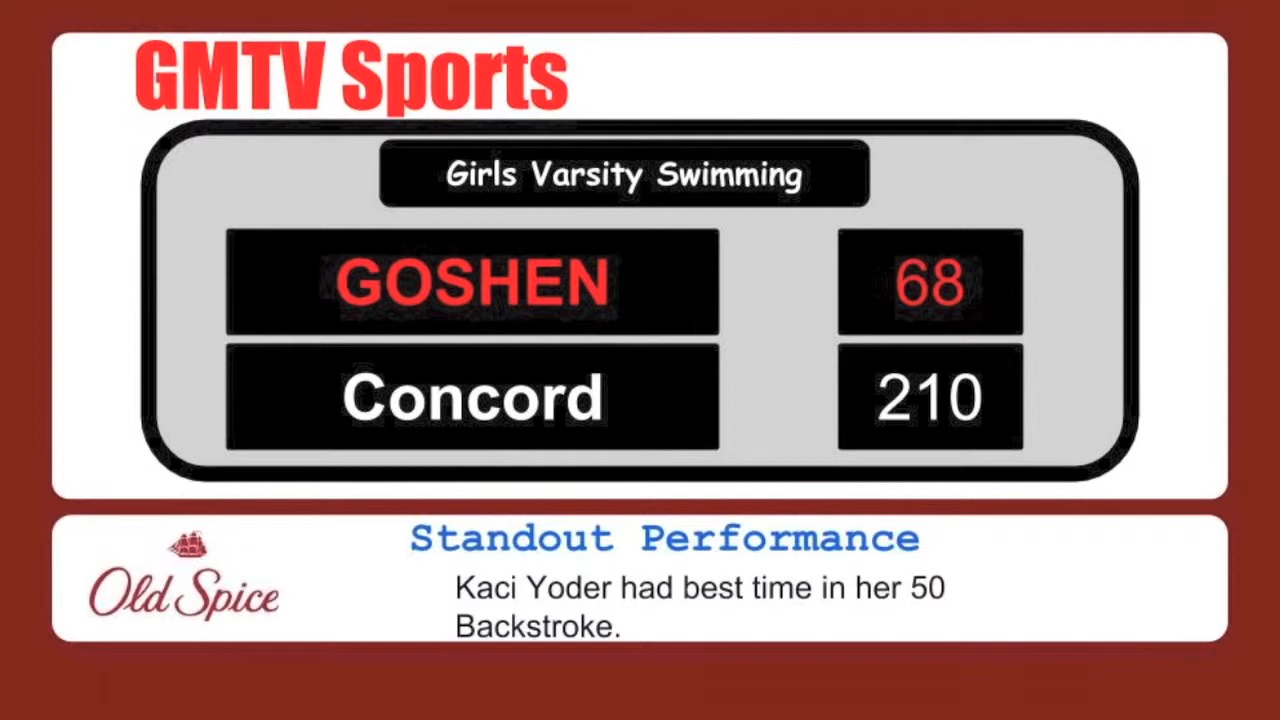 GMTV Sports
Girls Varsity Swimming
GOSHEN 68
Concord 210
Standout Performance
Old Spice
Kaci Yoder had best time in her 50
Backstroke.